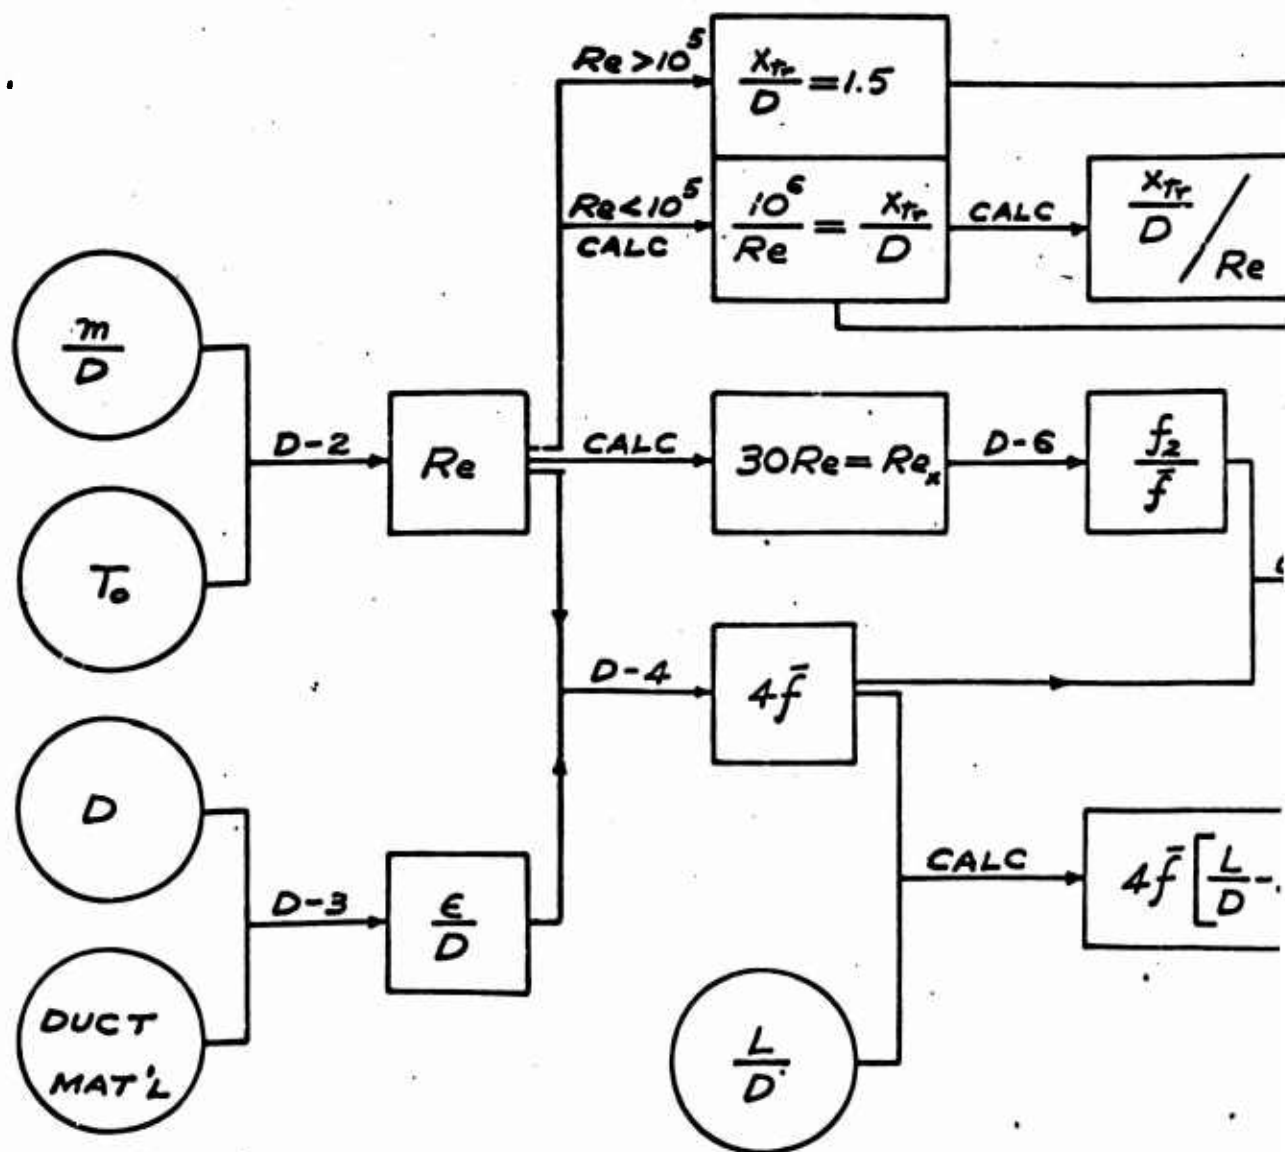 Re>10⁵
x_Tr/D = 1.5
Re<10⁵
CALC
10⁶/Re = x_Tr/D
CALC
x_Tr/D / Re
m/D
D-2
Re
CALC
30Re = Re_x
D-6
f₂/f̄
T₀
D-4
4f̄
D
D-3
ϵ/D
CALC
4f̄[L/D -
DUCT
MAT'L
L/D